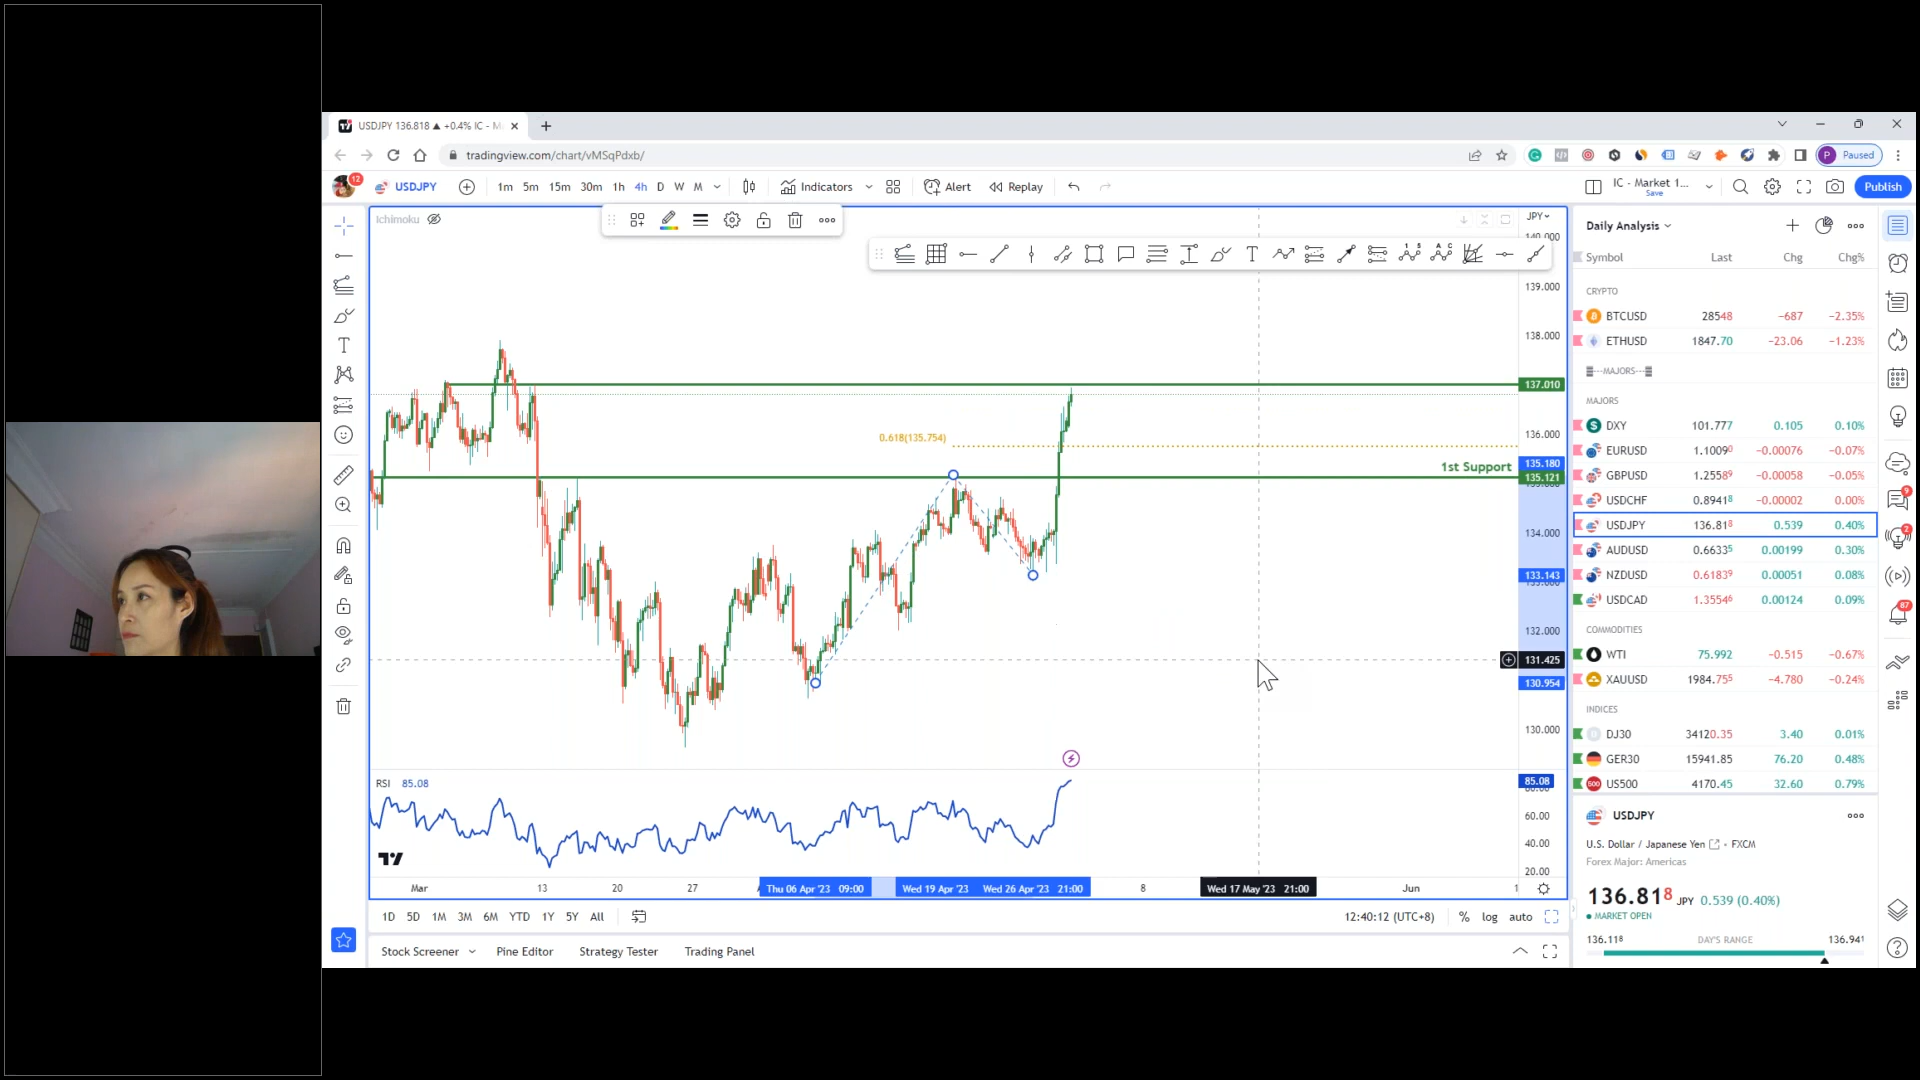 USDJPY 136.818 ▲ +0.4% IC - M
tradingview.com/chart/vMSqPdxb/
P Paused
12 USDJPY 1m 5m 15m 30m 1h 4h D W M Indicators Alert Replay IC - Market 1... Save Publish
Ichimoku
JPY
140.000
139.000
138.000
137.010
136.000
135.180
135.121
134.000
133.143
132.000
131.425
130.954
130.000
0.618(135.754)
1st Support
RSI 85.08
85.08
60.00
40.00
20.00
Mar 13 20 27 Thu 06 Apr '23 09:00 Wed 19 Apr '23 Wed 26 Apr '23 21:00 8 Wed 17 May '23 21:00 Jun 1
1D 5D 1M 3M 6M YTD 1Y 5Y All 12:40:12 (UTC+8) % log auto
Stock Screener Pine Editor Strategy Tester Trading Panel
Daily Analysis
Symbol Last Chg Chg%
CRYPTO
BTCUSD 28548 −687 −2.35%
ETHUSD 1847.70 −23.06 −1.23%
---MAJORS---
MAJORS
DXY 101.777 0.105 0.10%
EURUSD 1.10090 −0.00076 −0.07%
GBPUSD 1.25589 −0.00058 −0.05%
USDCHF 0.89418 −0.00002 0.00%
USDJPY 136.818 0.539 0.40%
AUDUSD 0.66335 0.00199 0.30%
NZDUSD 0.61839 0.00051 0.08%
USDCAD 1.35546 0.00124 0.09%
COMMODITIES
WTI 75.992 −0.515 −0.67%
XAUUSD 1984.755 −4.780 −0.24%
INDICES
DJ30 34120.35 3.40 0.01%
GER30 15941.85 76.20 0.48%
US500 4170.45 32.60 0.79%
USDJPY
U.S. Dollar / Japanese Yen • FXCM
Forex Major: Americas
136.818 JPY 0.539 (0.40%)
MARKET OPEN
136.118 DAY'S RANGE 136.941
9
2
87